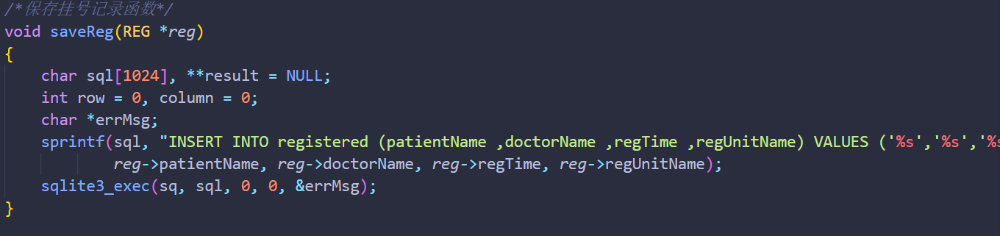 /*保存挂号记录函数*/
void saveReg(REG *reg)
{
    char sql[1024], **result = NULL;
    int row = 0, column = 0;
    char *errMsg;
    sprintf(sql, "INSERT INTO registered (patientName ,doctorName ,regTime ,regUnitName) VALUES ('%s','%s','%s
            reg->patientName, reg->doctorName, reg->regTime, reg->regUnitName);
    sqlite3_exec(sq, sql, 0, 0, &errMsg);
}